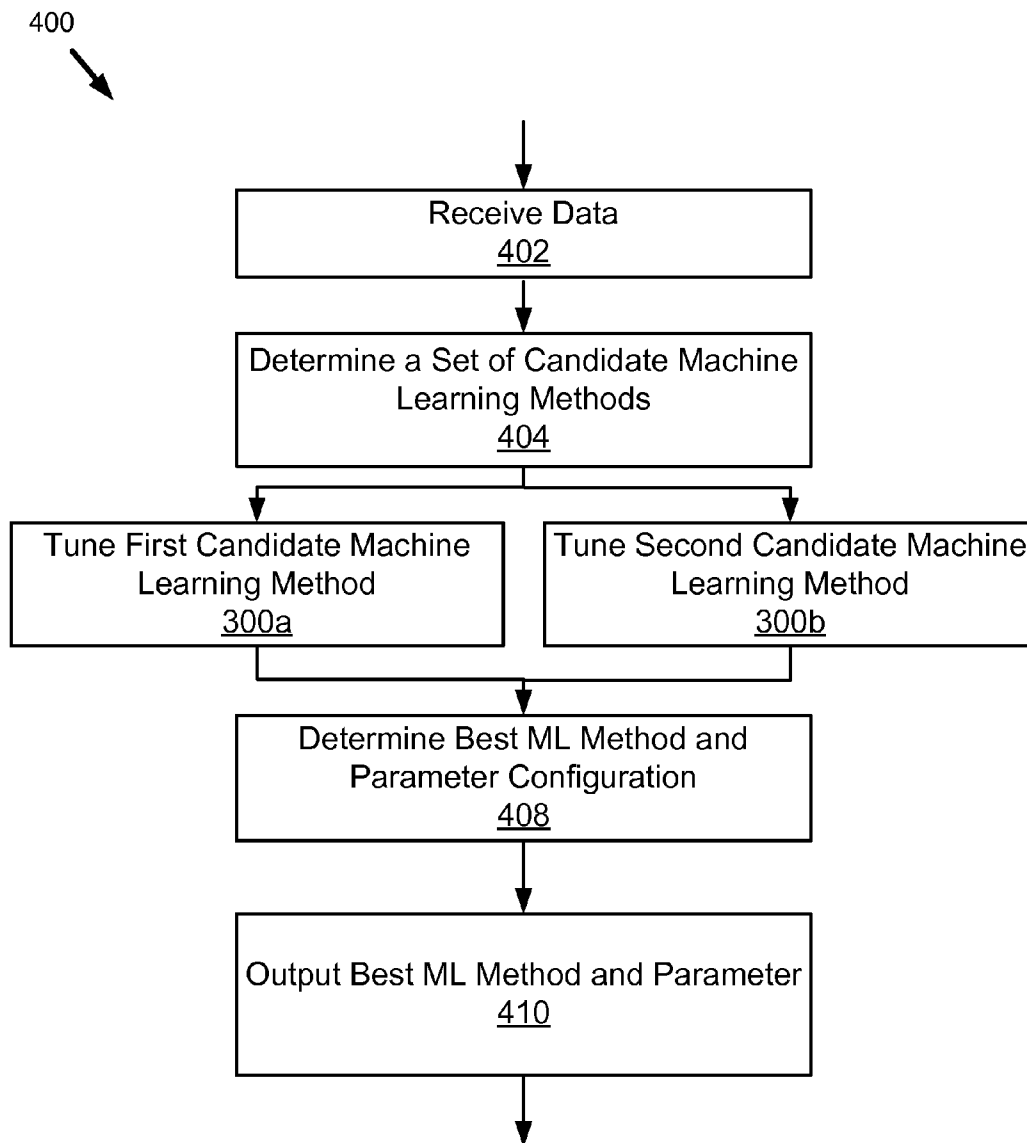 400
Receive Data
402
Determine a Set of Candidate Machine
Learning Methods
404
Tune First Candidate Machine
Learning Method
300a
Tune Second Candidate Machine
Learning Method
300b
Determine Best ML Method and
Parameter Configuration
408
Output Best ML Method and Parameter
410